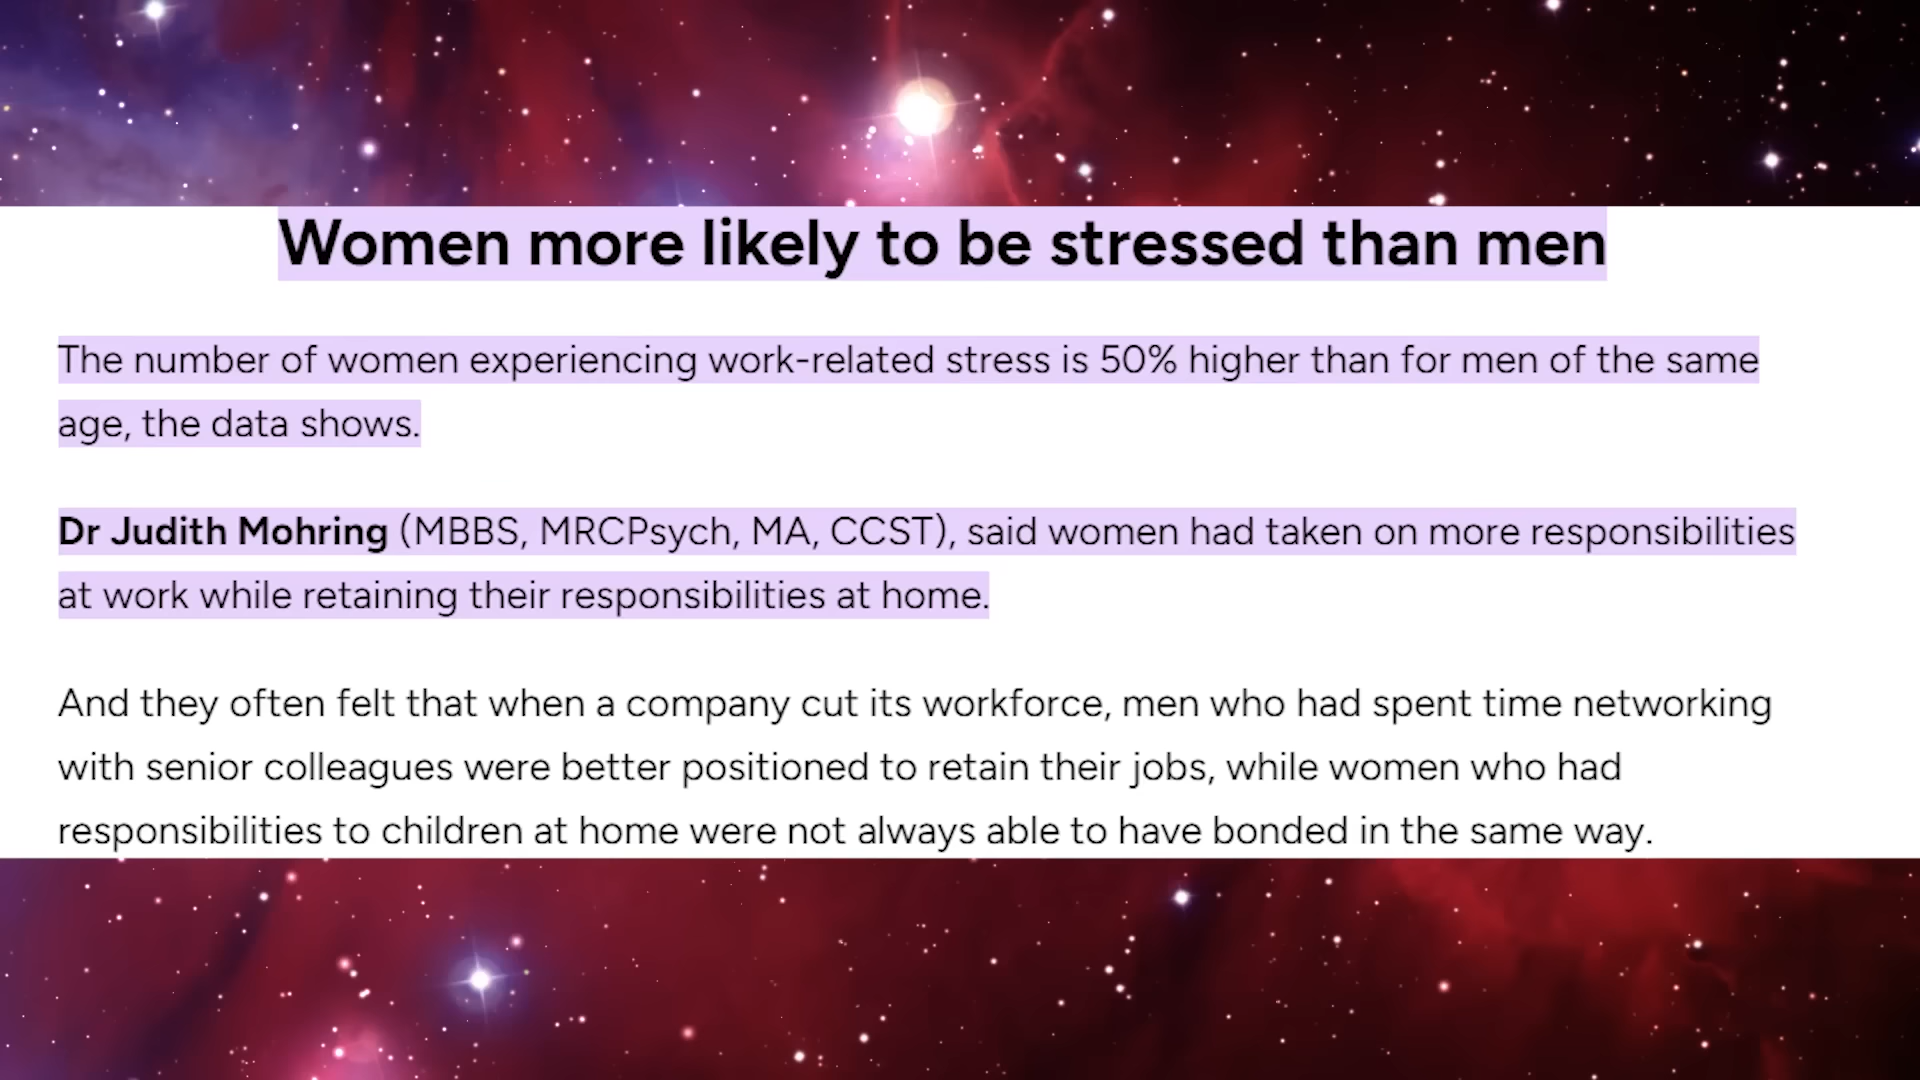 Women more likely to be stressed than men
The number of women experiencing work-related stress is 50% higher than for men of the same
age, the data shows.
Dr Judith Mohring (MBBS, MRCPsych, MA, CCST), said women had taken on more responsibilities
at work while retaining their responsibilities at home.
And they often felt that when a company cut its workforce, men who had spent time networking
with senior colleagues were better positioned to retain their jobs, while women who had
responsibilities to children at home were not always able to have bonded in the same way.